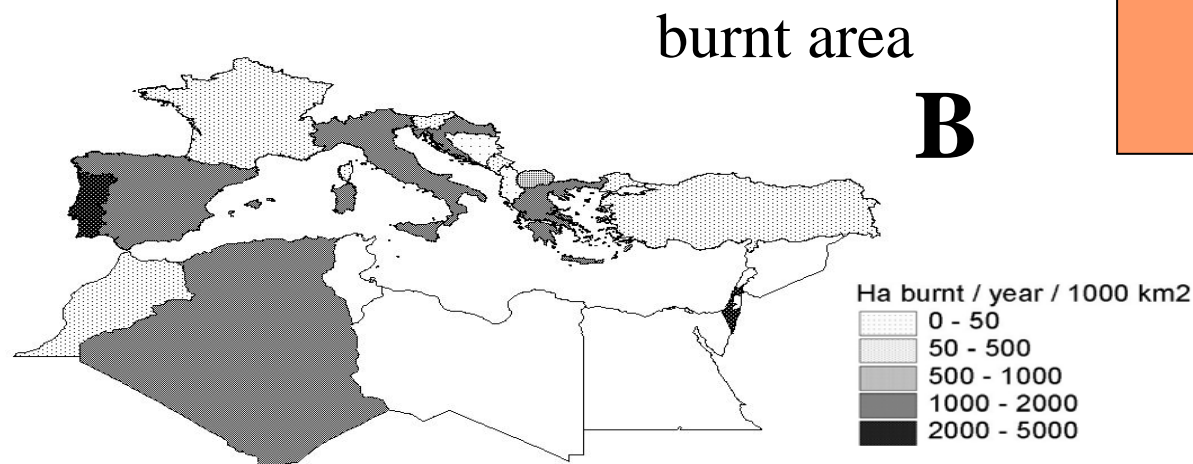 burnt area
B
Ha burnt / year / 1000 km2
0 - 50
50 - 500
500 - 1000
1000 - 2000
2000 - 5000